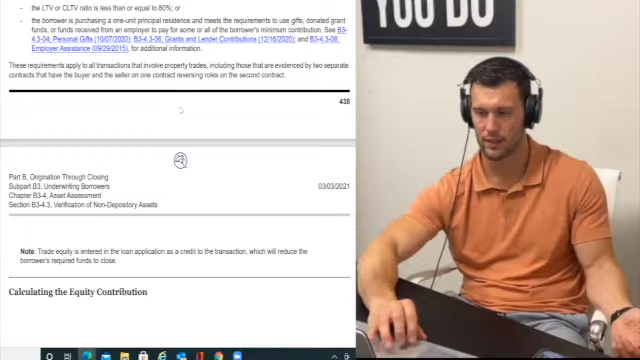 YOU DO
the LTV or CLTV ratio is less than or equal to 80%; or
the borrower is purchasing a one-unit principal residence and meets the requirements to use gifts, donated grant
funds, or funds received from an employer to pay for some or all of the borrower's minimum contribution. See B3-
4.3-04, Personal Gifts (10/07/2020); B3-4.3-06, Grants and Lender Contributions (12/16/2020); and B3-4.3-08,
Employer Assistance (09/29/2015), for additional information.
These requirements apply to all transactions that involve property trades, including those that are evidenced by two separate
contracts that have the buyer and the seller on one contract reversing roles on the second contract.
438
Part B, Origination Through Closing
Subpart B3, Underwriting Borrowers
03/03/2021
Chapter B3-4, Asset Assessment
Section B3-4.3, Verification of Non-Depository Assets
Note: Trade equity is entered in the loan application as a credit to the transaction, which will reduce the
borrower's required funds to close.
Calculating the Equity Contribution